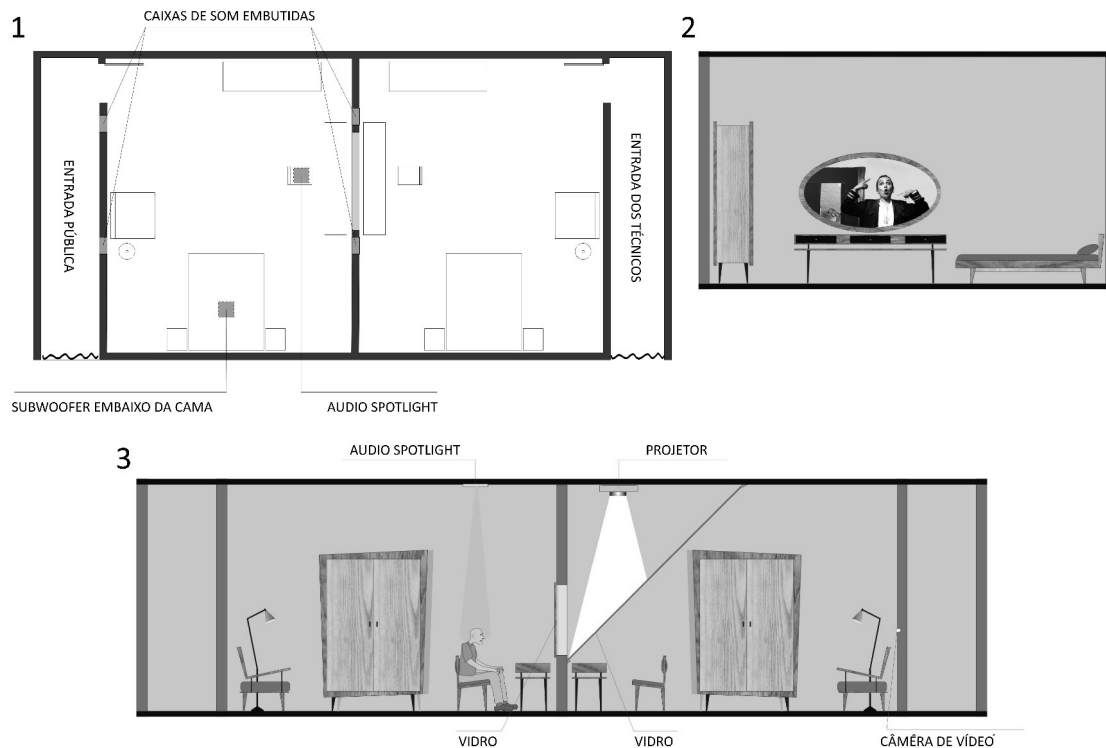 1
CAIXAS DE SOM EMBUTIDAS
2
ENTRADA PÚBLICA
ENTRADA DOS TÉCNICOS
SUBWOOFER EMBAIXO DA CAMA
AUDIO SPOTLIGHT
3
AUDIO SPOTLIGHT
PROJETOR
VIDRO
VIDRO
CÂMÊRA DE VÍDEO